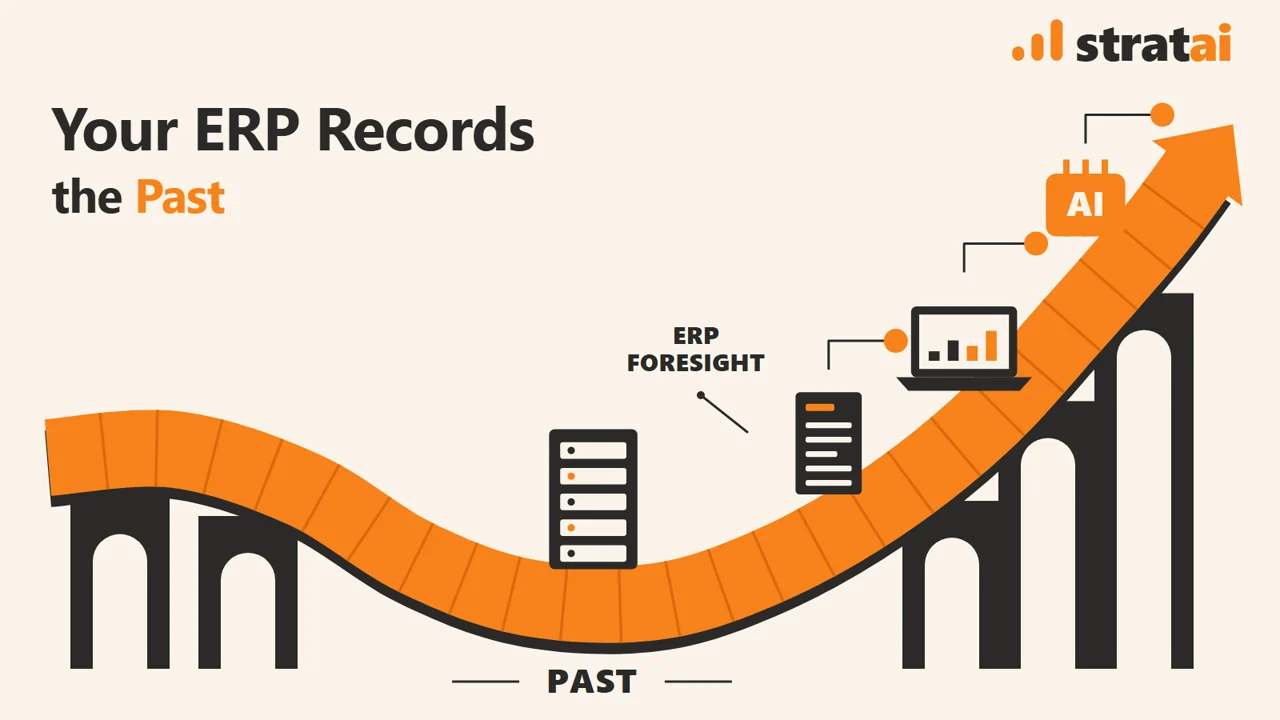 stratai
Your ERP Records
the Past
AI
ERP
FORESIGHT
PAST